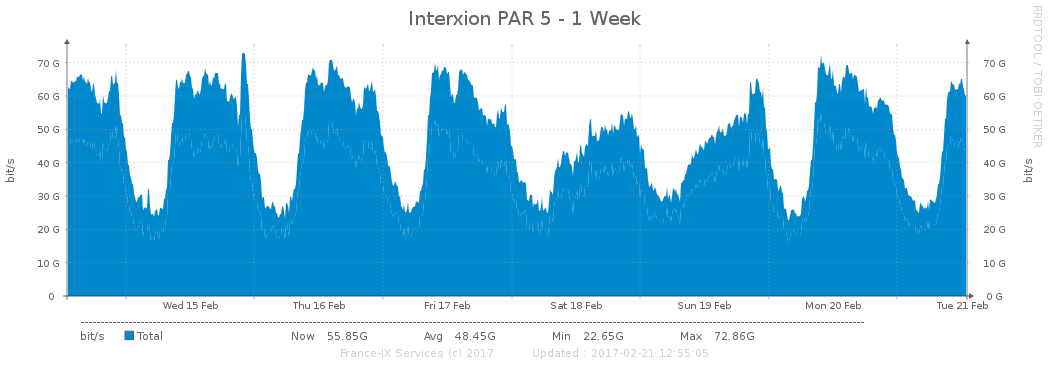 Interxion PAR 5 - 1 Week
RRDTOOL / TOBI OETIKER
bit/s
70 G
60 G
50 G
40 G
30 G
20 G
10 G
0
70 G
60 G
50 G
40 G
30 G
20 G
10 G
0 G
bit/s
Wed 15 Feb Thu 16 Feb Fri 17 Feb Sat 18 Feb Sun 19 Feb Mon 20 Feb Tue 21 Feb
bit/s Total Now 55.85G Avg 48.45G Min 22.65G Max 72.86G
France-IX Services (c) 2017 Updated : 2017-02-21 12:55:05